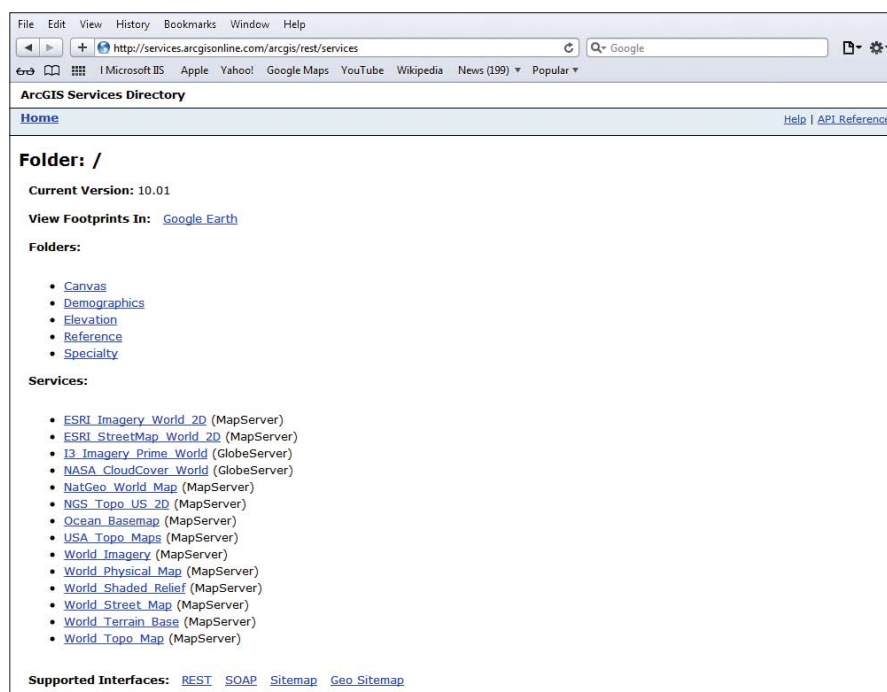 File Edit View History Bookmarks Window Help
http://services.arcgisonline.com/arcgis/rest/services Google
I Microsoft IIS Apple Yahoo! Google Maps YouTube Wikipedia News (199) Popular
ArcGIS Services Directory
Home Help | API Reference
Folder: /
Current Version: 10.01
View Footprints In: Google Earth
Folders:
• Canvas
• Demographics
• Elevation
• Reference
• Specialty
Services:
• ESRI_Imagery_World_2D (MapServer)
• ESRI_StreetMap_World_2D (MapServer)
• I3_Imagery_Prime_World (GlobeServer)
• NASA_CloudCover_World (GlobeServer)
• NatGeo_World_Map (MapServer)
• NGS_Topo_US_2D (MapServer)
• Ocean_Basemap (MapServer)
• USA_Topo_Maps (MapServer)
• World_Imagery (MapServer)
• World_Physical_Map (MapServer)
• World_Shaded_Relief (MapServer)
• World_Street_Map (MapServer)
• World_Terrain_Base (MapServer)
• World_Topo_Map (MapServer)
Supported Interfaces: REST SOAP Sitemap Geo Sitemap